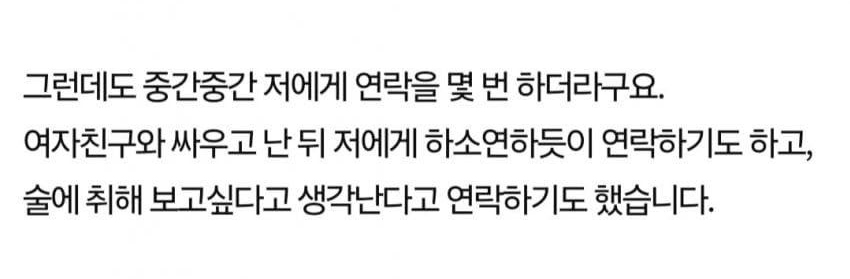 그런데도 중간중간 저에게 연락을 몇 번 하더라구요.
여자친구와 싸우고 난 뒤 저에게 하소연하듯이 연락하기도 하고,
술에 취해 보고싶다고 생각난다고 연락하기도 했습니다.